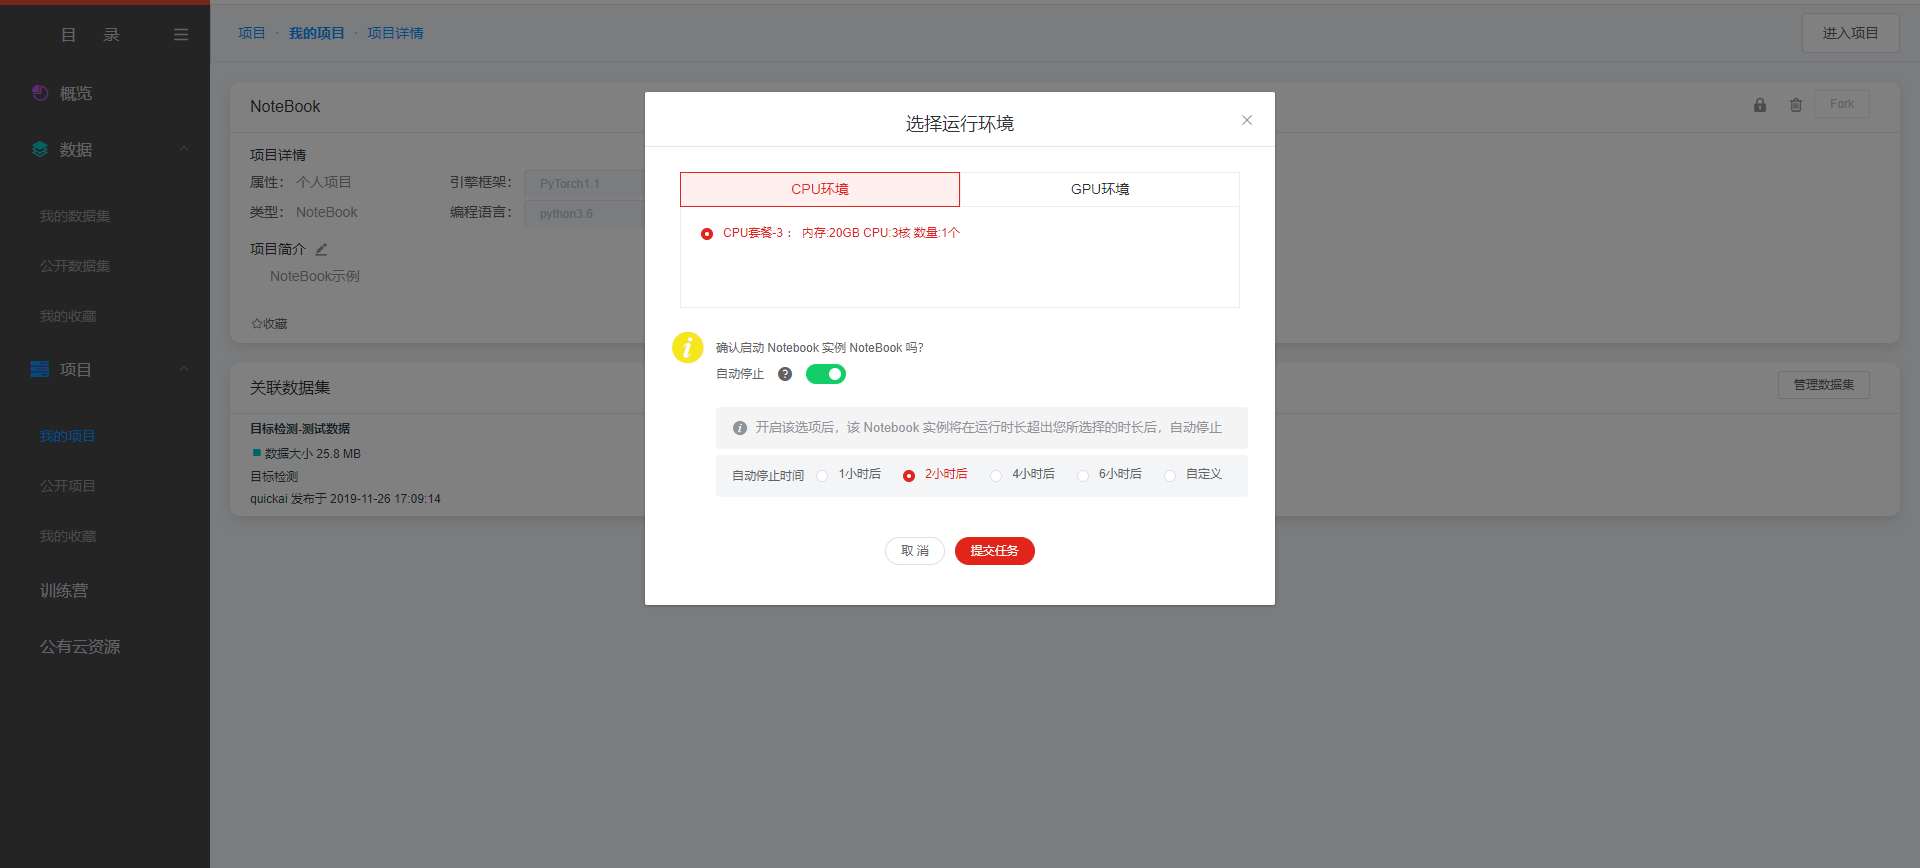 目 录
概览
数据
我的数据集
公开数据集
我的收藏
项目
我的项目
公开项目
我的收藏
训练营
公有云资源
项目 · 我的项目 · 项目详情
进入项目
NoteBook
Fork
项目详情
属性： 个人项目 引擎框架： PyTorch1.1
类型： NoteBook 编程语言： python3.6
项目简介
NoteBook示例
收藏
关联数据集
管理数据集
目标检测-测试数据
数据大小 25.8 MB
目标检测
quickai 发布于 2019-11-26 17:09:14
选择运行环境
CPU环境 GPU环境
CPU套餐-3： 内存:20GB CPU:3核 数量:1个
确认启动 Notebook 实例 NoteBook 吗?
自动停止
开启该选项后，该 Notebook 实例将在运行时长超出您所选择的时长后，自动停止
自动停止时间 1小时后 2小时后 4小时后 6小时后 自定义
取 消 提交任务